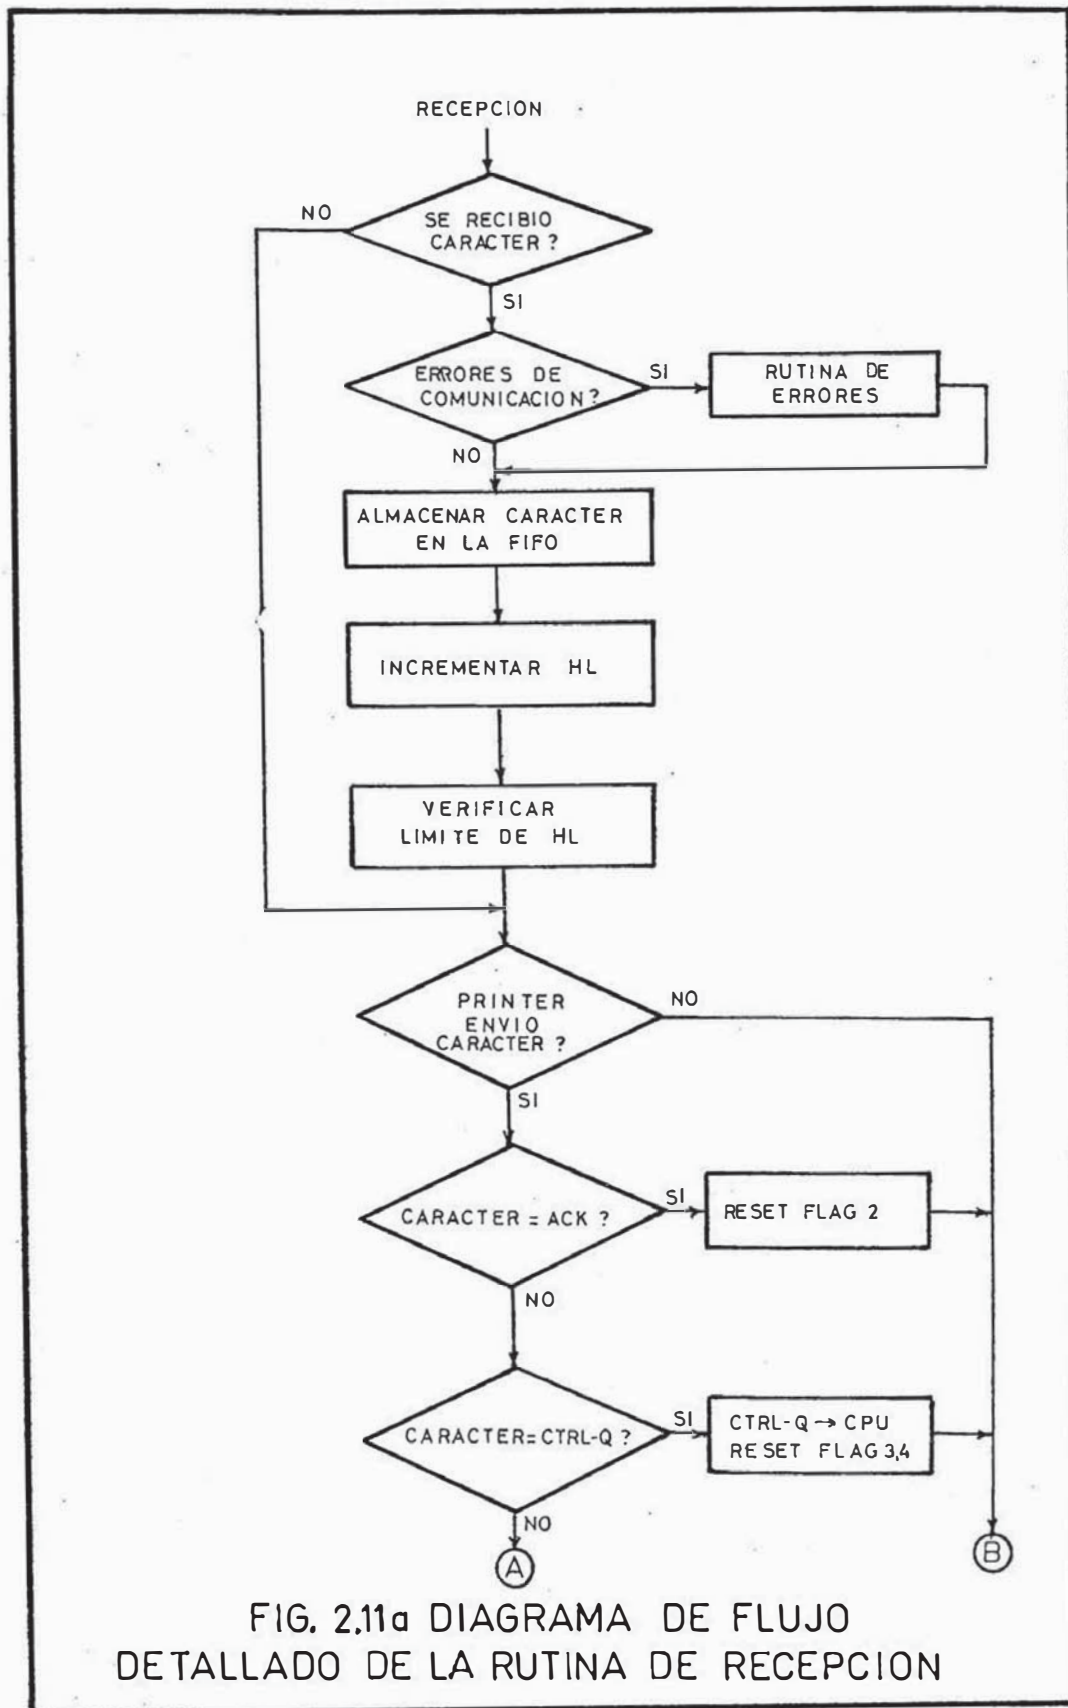 RECEPCION
NO
SE RECIBIO
CARACTER ?
SI
ERRORES DE
COMUNICACION ?
SI
RUTINA DE
ERRORES
NO
ALMACENAR CARACTER
EN LA FIFO
INCREMENTAR HL
VERIFICAR
LIMITE DE HL
PRINTER
ENVIO
CARACTER ?
NO
SI
CARACTER = ACK ?
SI
RESET FLAG 2
NO
CARACTER = CTRL-Q ?
SI
CTRL-Q → CPU
RESET FLAG 3,4
NO
A
B
FIG. 2.11a DIAGRAMA DE FLUJO
DETALLADO DE LA RUTINA DE RECEPCION